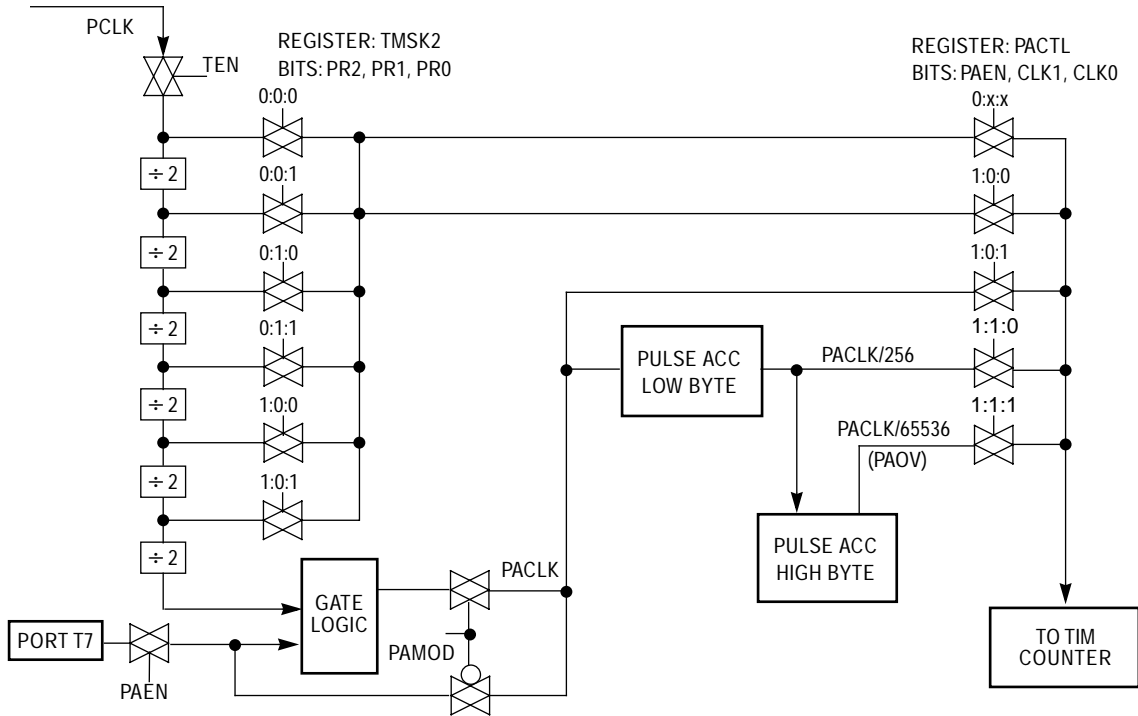 PCLK
TEN
REGISTER: TMSK2
BITS: PR2, PR1, PR0
REGISTER: PACTL
BITS: PAEN, CLK1, CLK0
0:0:0
0:x:x
÷ 2
0:0:1
1:0:0
÷ 2
0:1:0
1:0:1
÷ 2
0:1:1
1:1:0
PULSE ACC
LOW BYTE
PACLK/256
÷ 2
1:0:0
1:1:1
PACLK/65536
(PAOV)
÷ 2
1:0:1
÷ 2
PULSE ACC
HIGH BYTE
GATE
LOGIC
PACLK
PORT T7
PAMOD
PAEN
TO TIM
COUNTER